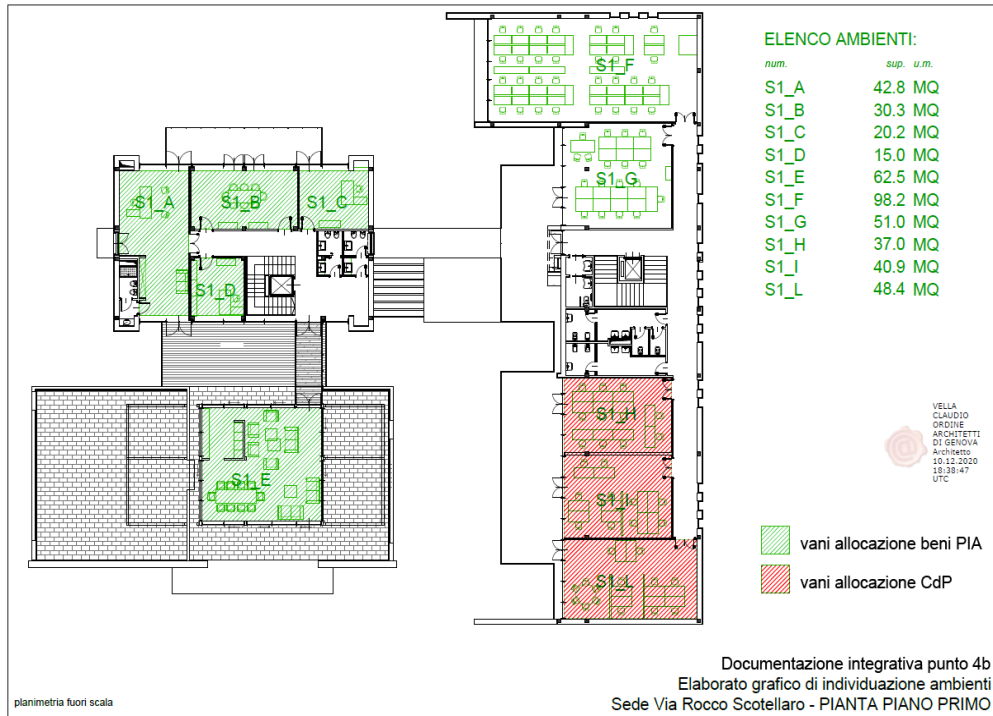 ELENCO AMBIENTI:
num. sup. u.m.
S1_A 42.8 MQ
S1_B 30.3 MQ
S1_C 20.2 MQ
S1_D 15.0 MQ
S1_E 62.5 MQ
S1_F 98.2 MQ
S1_G 51.0 MQ
S1_H 37.0 MQ
S1_I 40.9 MQ
S1_L 48.4 MQ
S1_F
S1_G
S1_A
S1_B
S1_C
S1_D
S1_E
S1_H
S1_I
S1_L
VELLA
CLAUDIO
ORDINE
ARCHITETTI
DI GENOVA
Architetto
10.12.2020
18:38:47
UTC
vani allocazione beni PIA
vani allocazione CdP
Documentazione integrativa punto 4b
Elaborato grafico di individuazione ambienti
Sede Via Rocco Scotellaro - PIANTA PIANO PRIMO
planimetria fuori scala